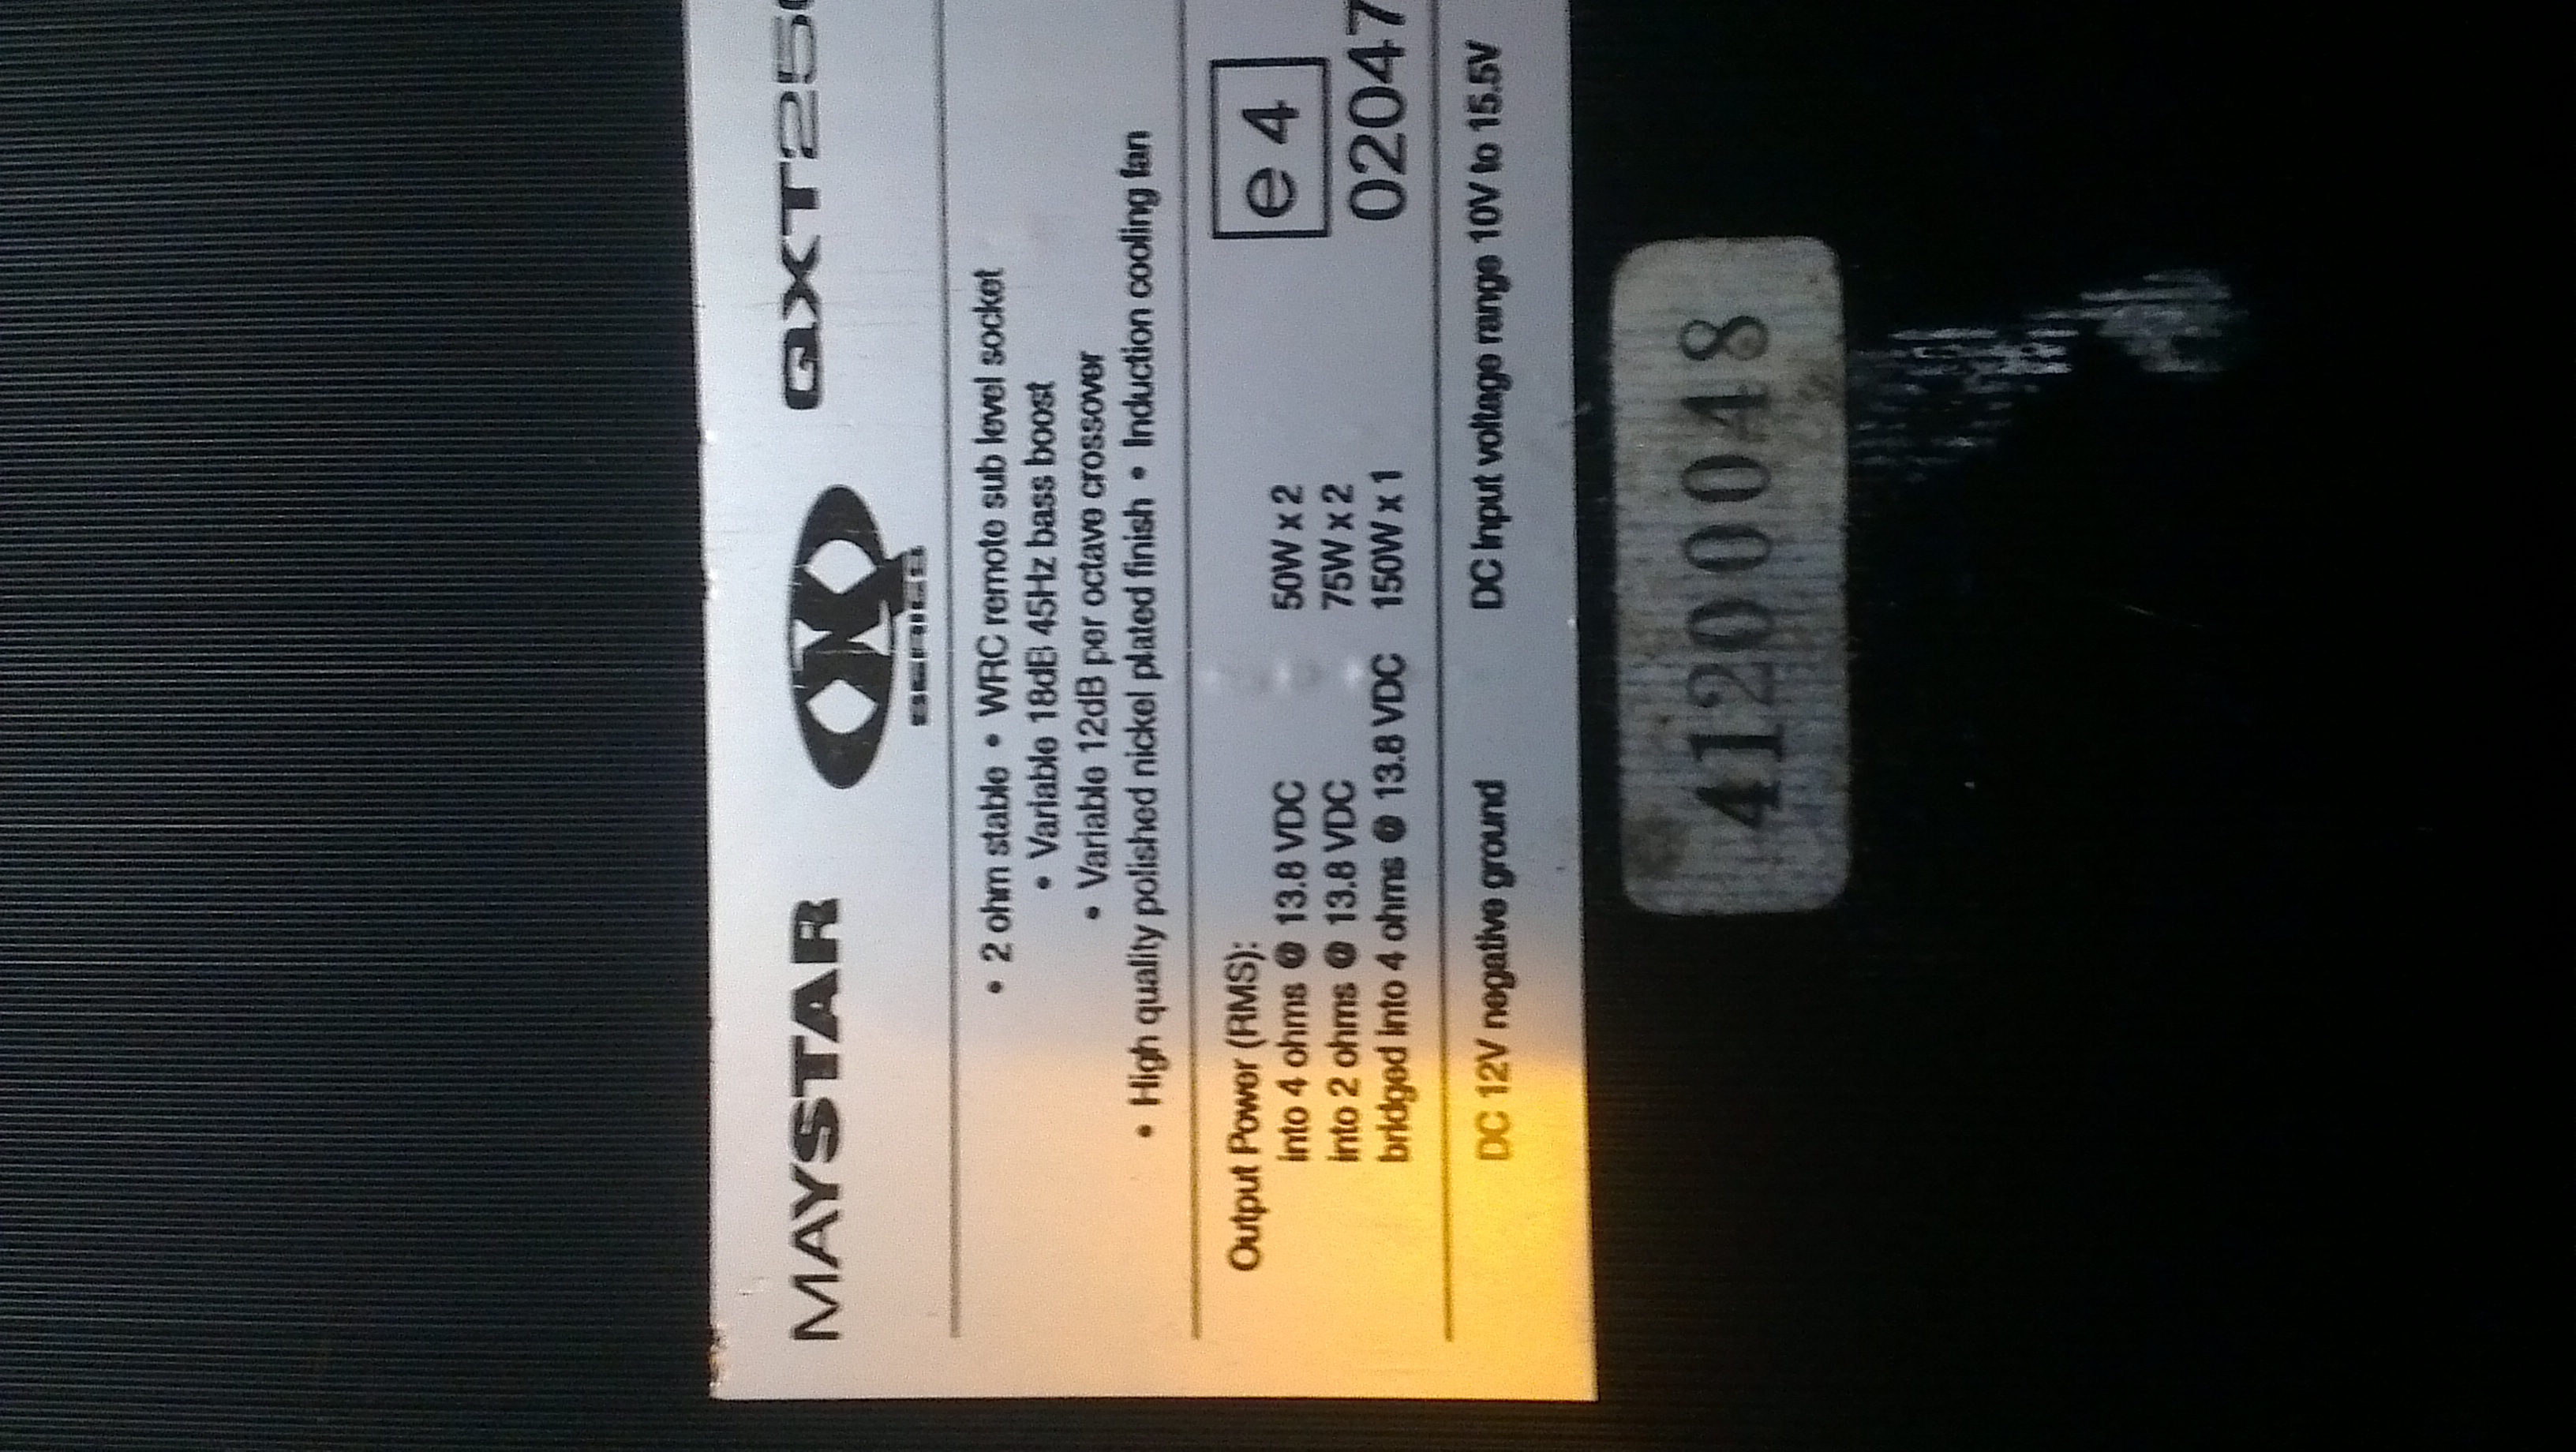 MAYSTAR QXT250
SERIES
• 2 ohm stable • WRC remote sub level socket
• Variable 18dB 45Hz bass boost
• Variable 12dB per octave crossover
• High quality polished nickel plated finish • Induction cooling fan
Output Power (RMS):
into 4 ohms @ 13.8 VDC 50W x 2
into 2 ohms @ 13.8 VDC 75W x 2
bridged into 4 ohms @ 13.8 VDC 150W x 1
e 4
02047
DC 12V negative ground DC Input voltage range 10V to 15.5V
4120048